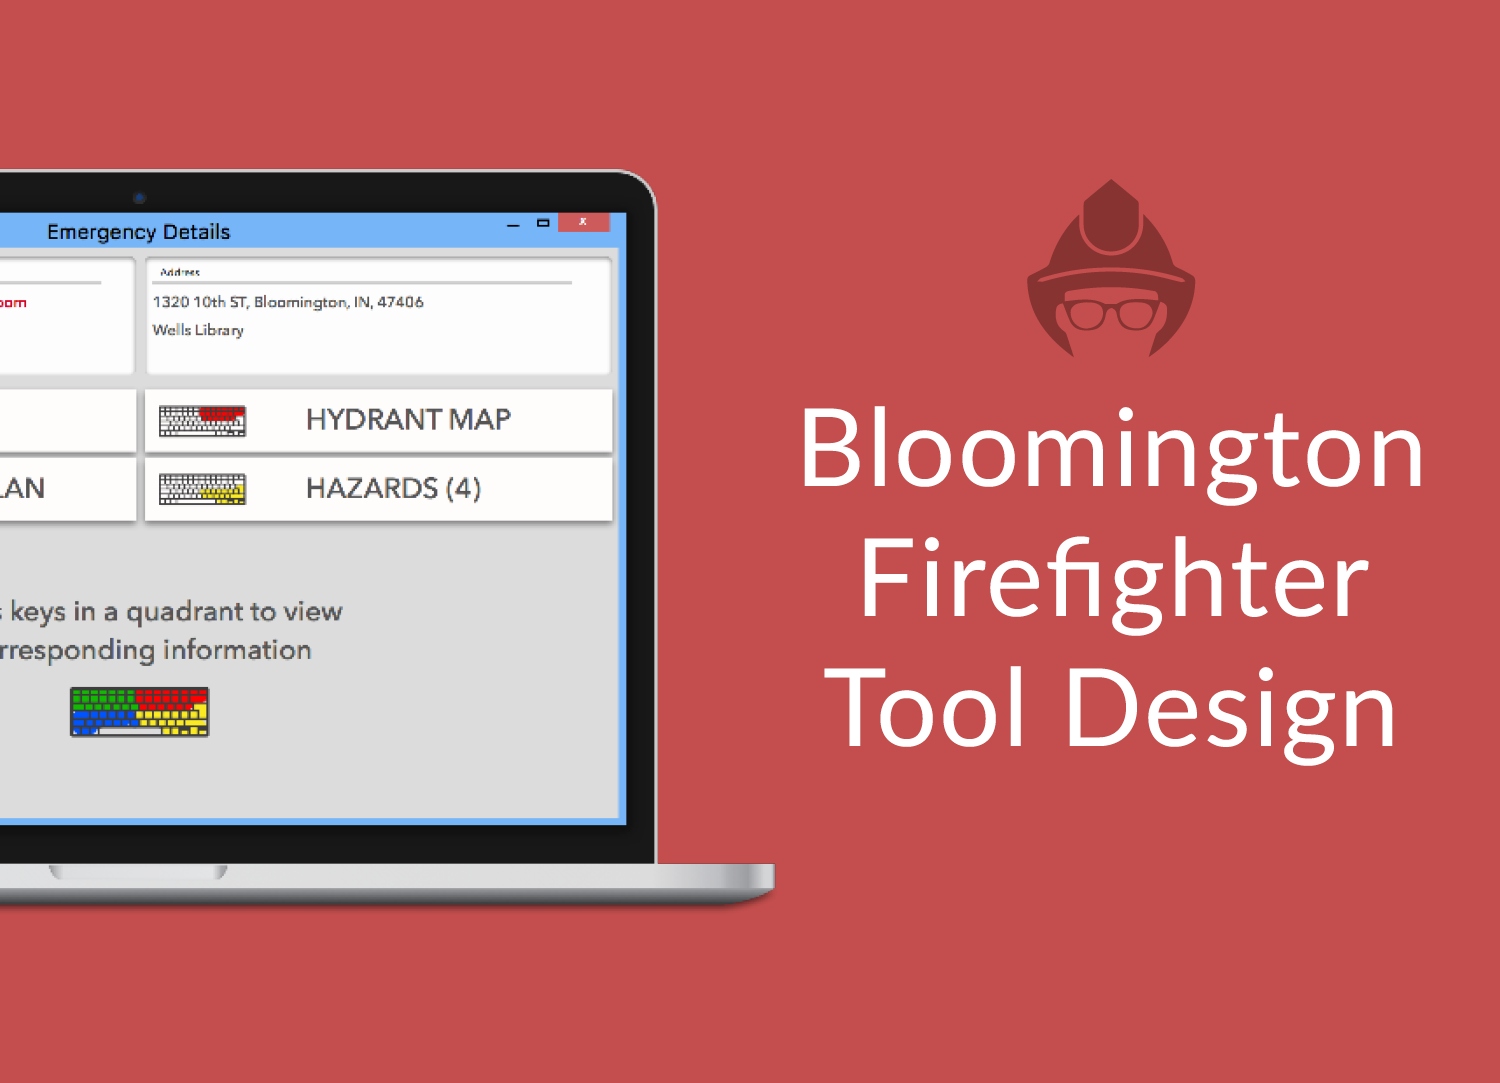 Emergency Details
x
Address
1320 10th ST, Bloomington, IN, 47406
Wells Library
HYDRANT MAP
HAZARDS (4)
keys in a quadrant to view
rresponding information
Bloomington
Firefighter
Tool Design